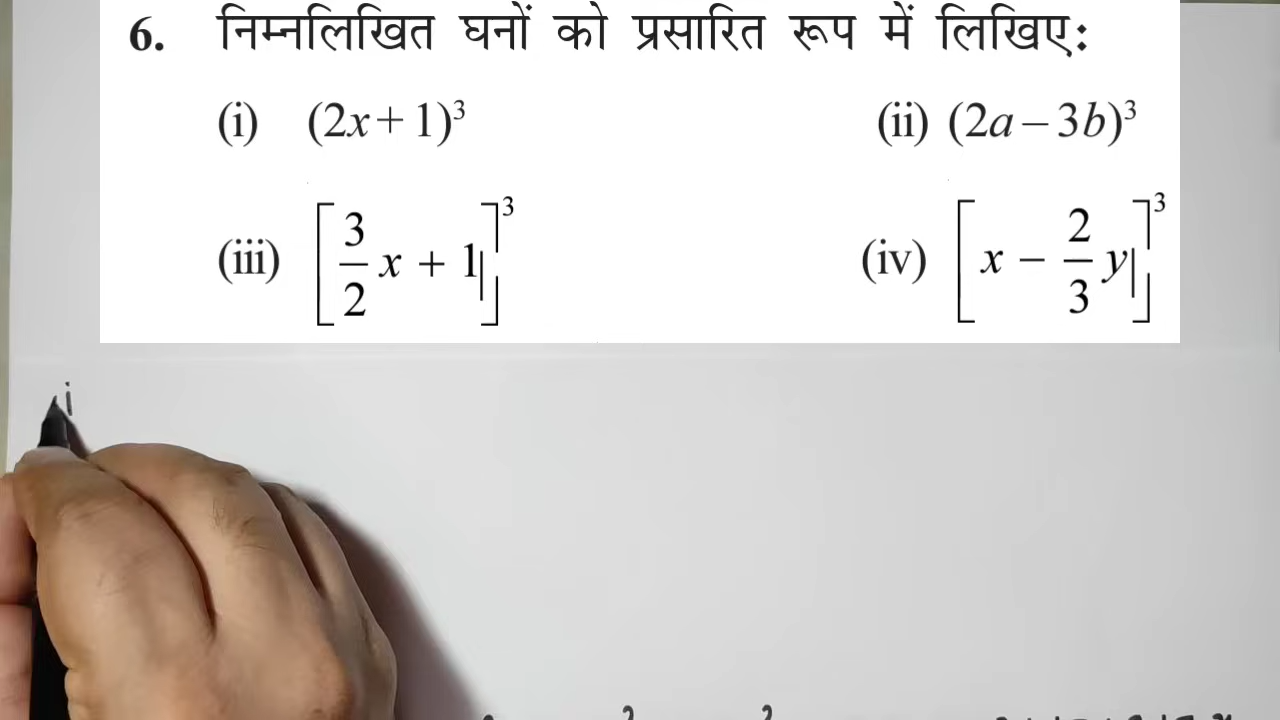 6. निम्नलिखित घनों को प्रसारित रूप में लिखिए:
(i) (2x + 1)³ (ii) (2a – 3b)³
(iii) [3/2 x + 1]³ (iv) [x − 2/3 y]³
i